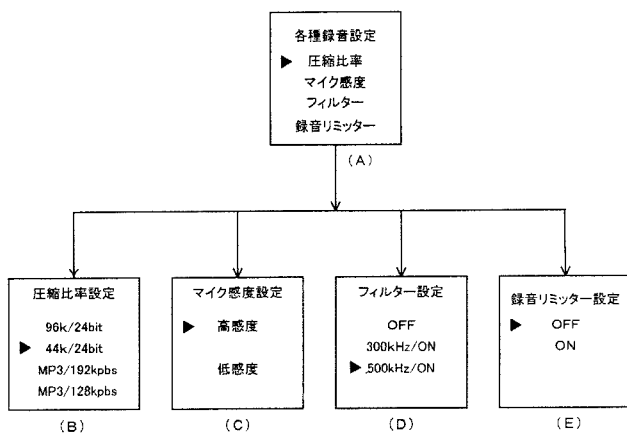 各種録音設定
▶ 圧縮比率
マイク感度
フィルター
録音リミッター
(A)
圧縮比率設定
96k/24bit
▶ 44k/24bit
MP3/192kpbs
MP3/128kpbs
(B)
マイク感度設定
▶ 高感度
低感度
(C)
フィルター設定
OFF
300kHz/ON
▶ 500kHz/ON
(D)
録音リミッター設定
▶ OFF
ON
(E)